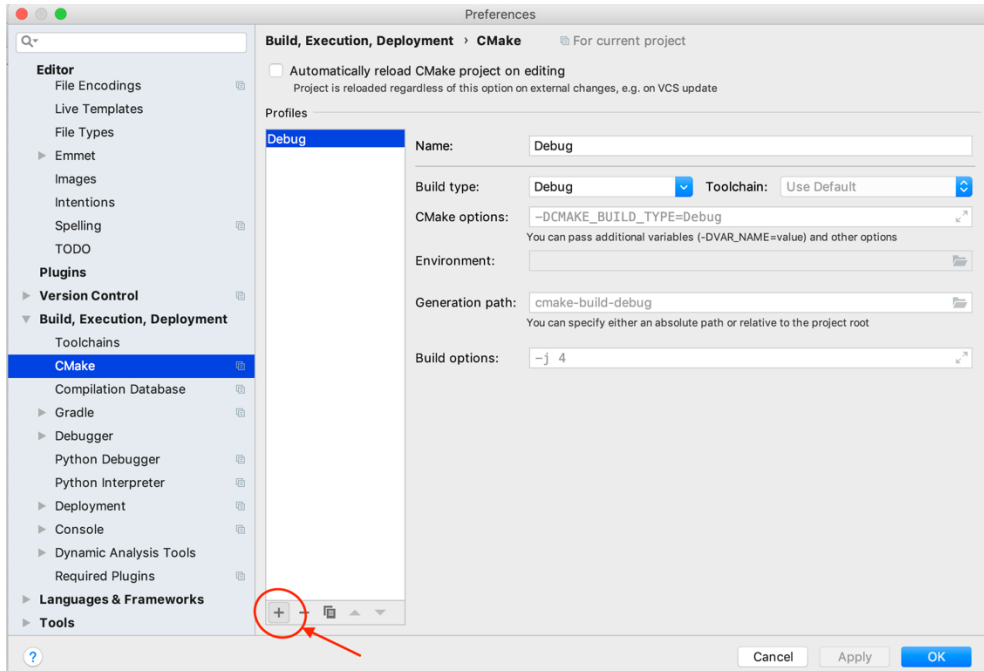 Preferences
Build, Execution, Deployment › CMake For current project
Editor
File Encodings
Live Templates
File Types
Emmet
Images
Intentions
Spelling
TODO
Plugins
Version Control
Build, Execution, Deployment
Toolchains
CMake
Compilation Database
Gradle
Debugger
Python Debugger
Python Interpreter
Deployment
Console
Dynamic Analysis Tools
Required Plugins
Languages & Frameworks
Tools
Automatically reload CMake project on editing
Project is reloaded regardless of this option on external changes, e.g. on VCS update
Profiles
Debug
Name: Debug
Build type: Debug Toolchain: Use Default
CMake options: -DCMAKE_BUILD_TYPE=Debug
You can pass additional variables (-DVAR_NAME=value) and other options
Environment:
Generation path: cmake-build-debug
You can specify either an absolute path or relative to the project root
Build options: -j 4
?
Cancel Apply OK